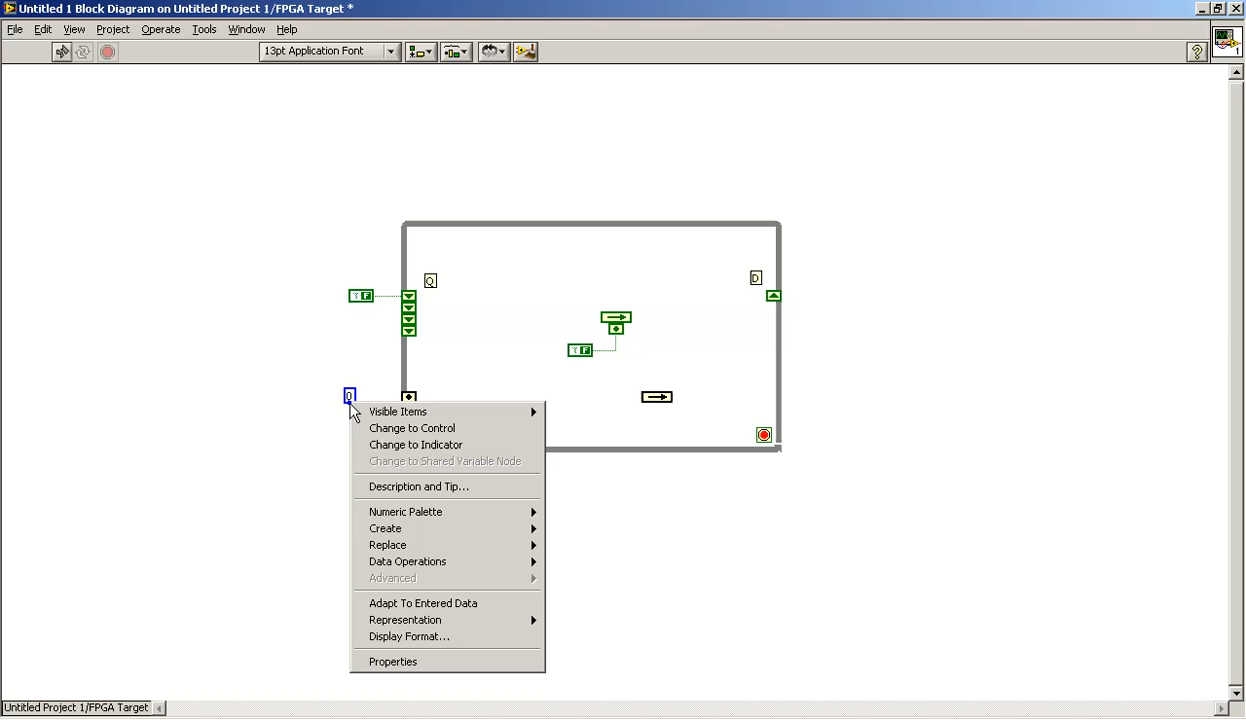 Untitled 1 Block Diagram on Untitled Project 1/FPGA Target *
File Edit View Project Operate Tools Window Help
13pt Application Font
?
1
Q
D
F
F
0
Visible Items
Change to Control
Change to Indicator
Change to Shared Variable Node
Description and Tip...
Numeric Palette
Create
Replace
Data Operations
Advanced
Adapt To Entered Data
Representation
Display Format...
Properties
Untitled Project 1/FPGA Target